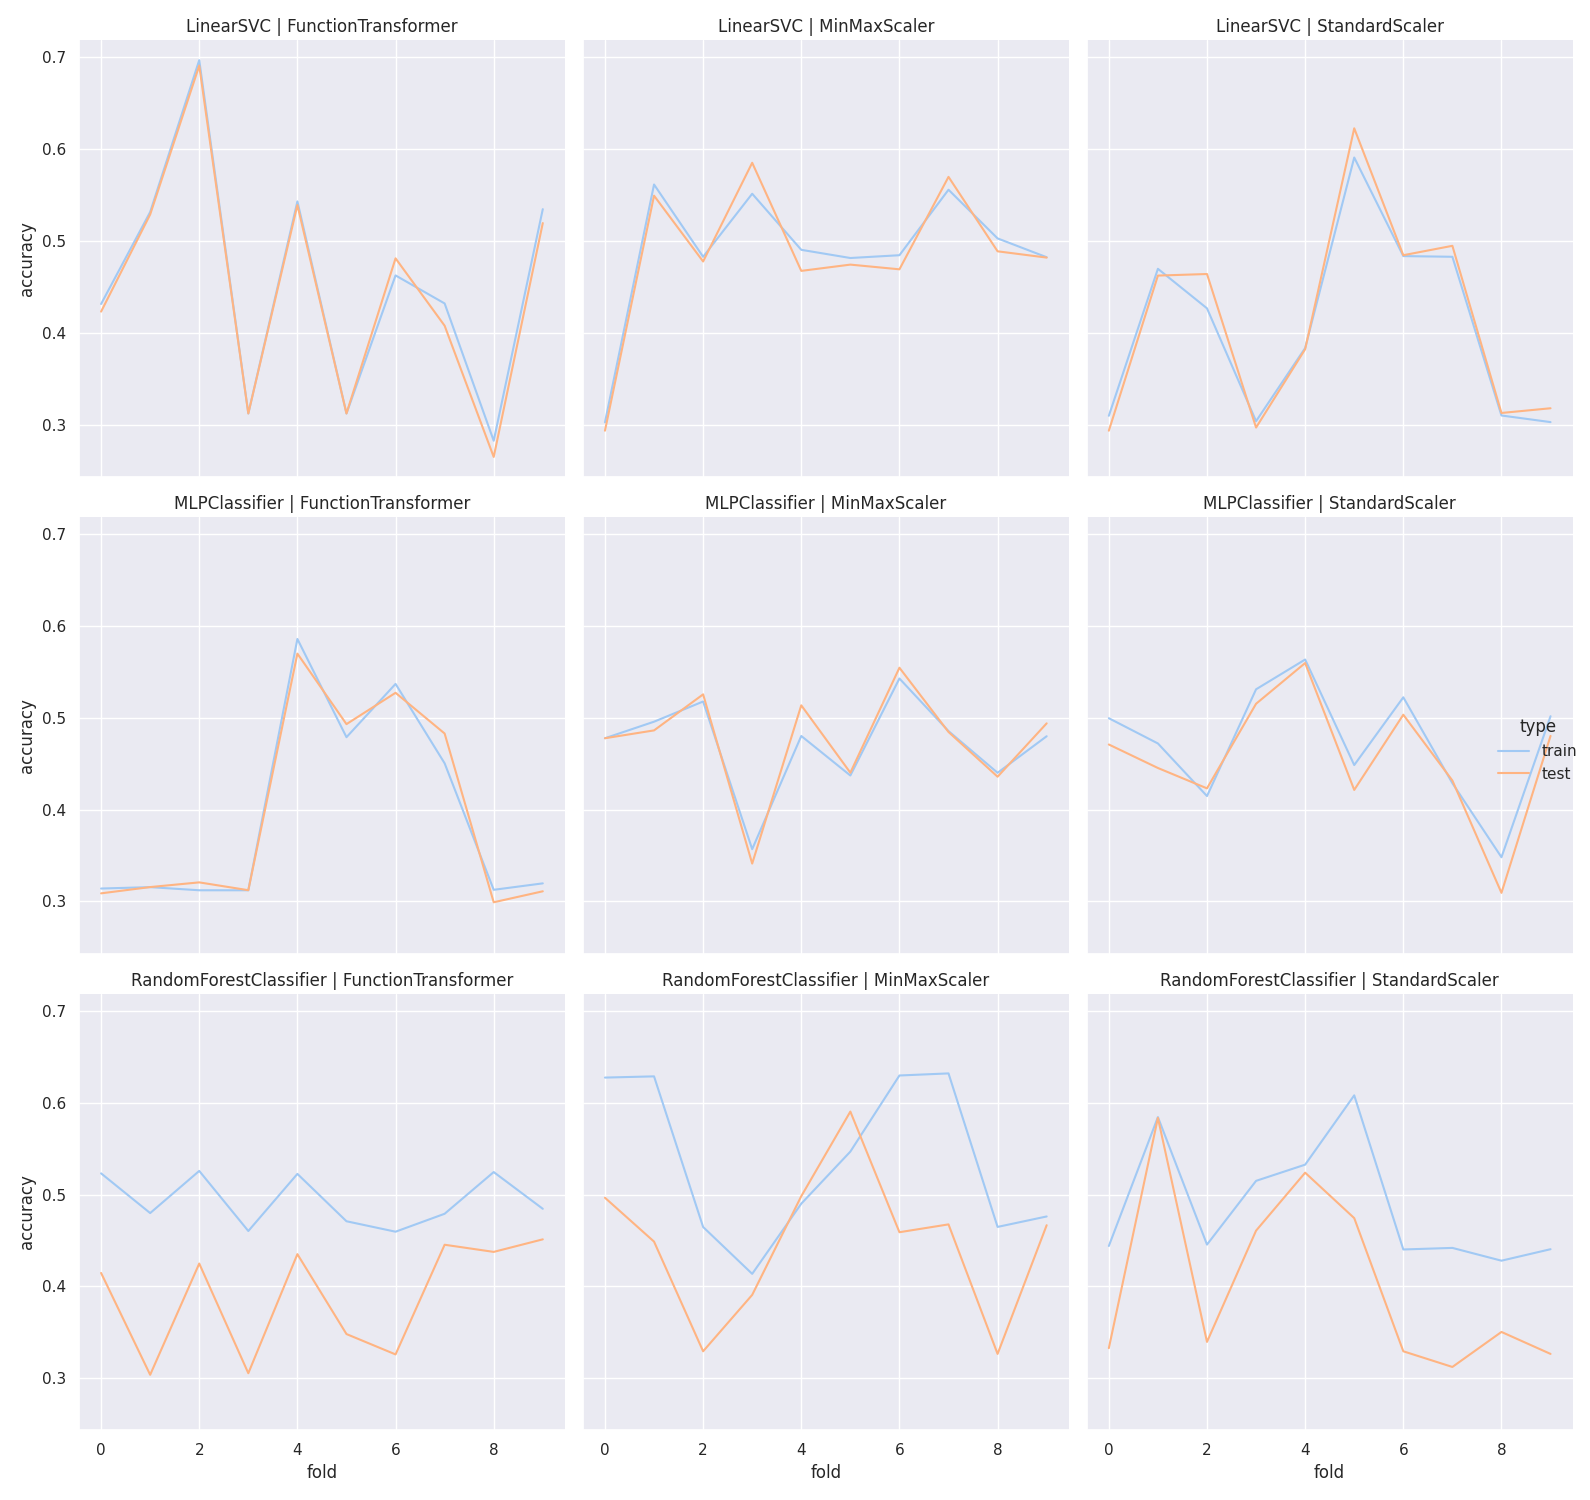 LinearSVC | FunctionTransformer
LinearSVC | MinMaxScaler
LinearSVC | StandardScaler
0.7
0.6
0.5
0.4
0.3
accuracy
MLPClassifier | FunctionTransformer
MLPClassifier | MinMaxScaler
MLPClassifier | StandardScaler
0.7
0.6
0.5
0.4
0.3
accuracy
type
train
test
RandomForestClassifier | FunctionTransformer
RandomForestClassifier | MinMaxScaler
RandomForestClassifier | StandardScaler
0.7
0.6
0.5
0.4
0.3
accuracy
0 2 4 6 8
fold
0 2 4 6 8
fold
0 2 4 6 8
fold